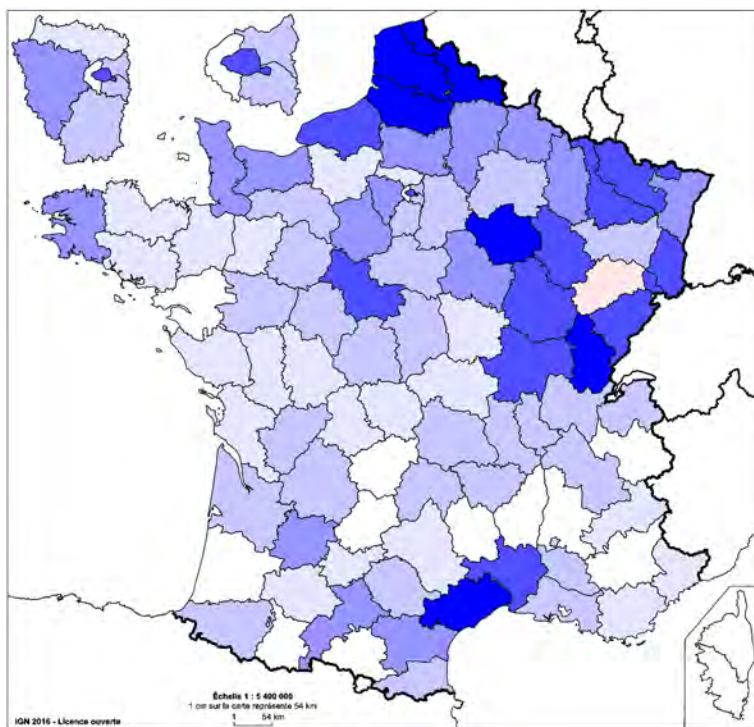 Échelle 1 : 5 400 000
1 cm sur la carte représente 54 km
1 54 km
IGN 2016 - Licence ouverte